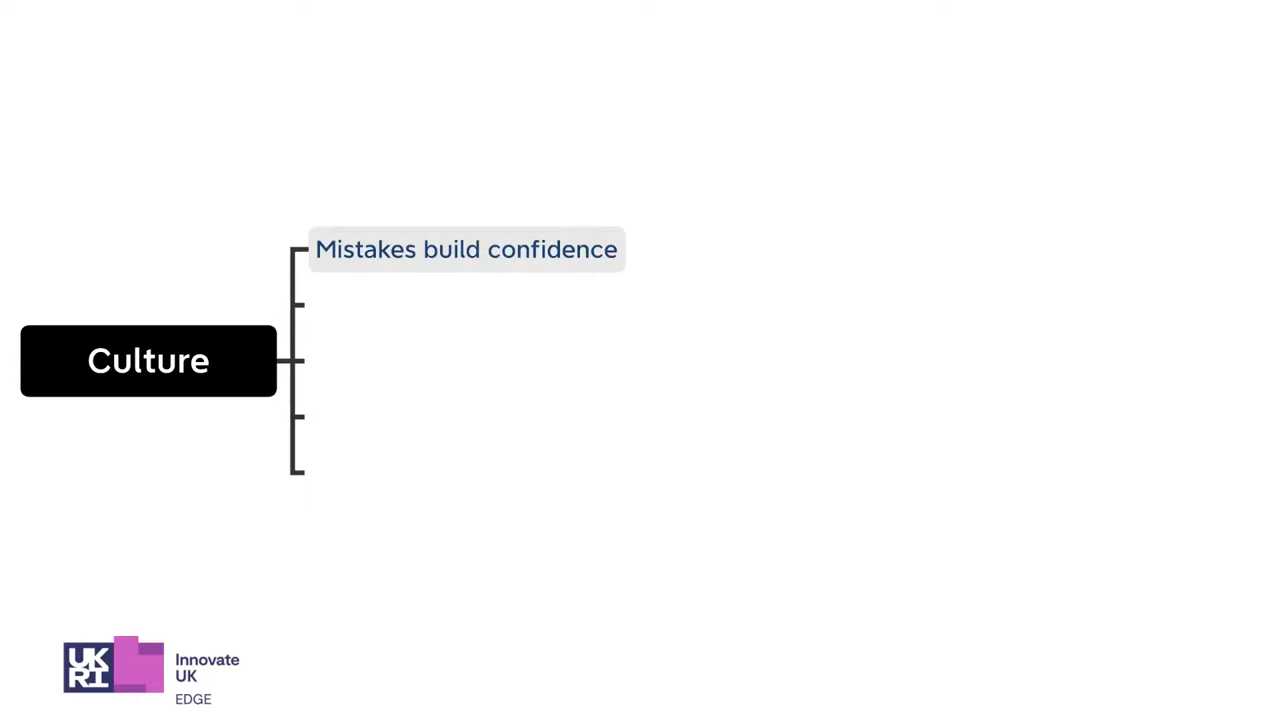 Mistakes build confidence
Culture
UK
RI
Innovate
UK
EDGE